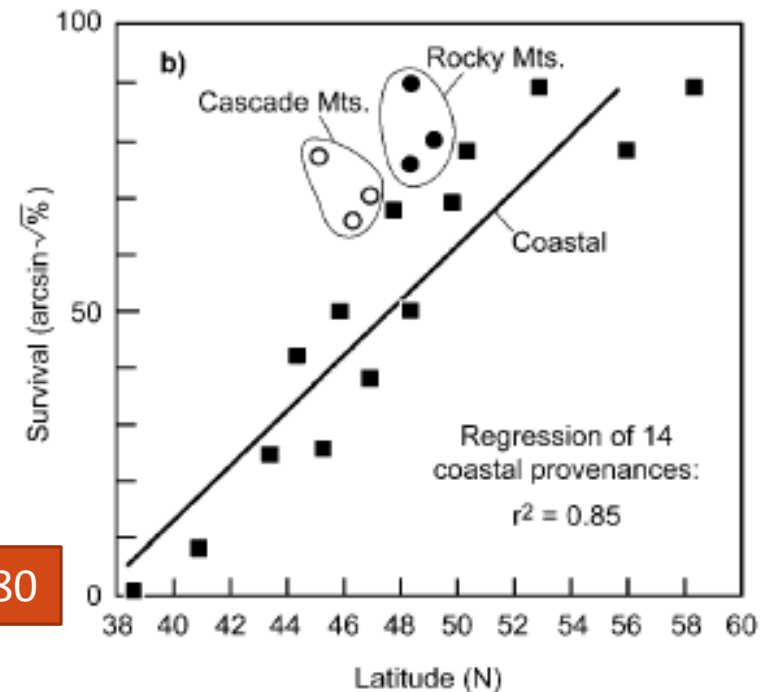 100
b)
Rocky Mts.
Cascade Mts.
Coastal
50
Survival (arcsin-√%)
Regression of 14
coastal provenances:
r² = 0.85
80
0
38 40 42 44 46 48 50 52 54 56 58 60
Latitude (N)